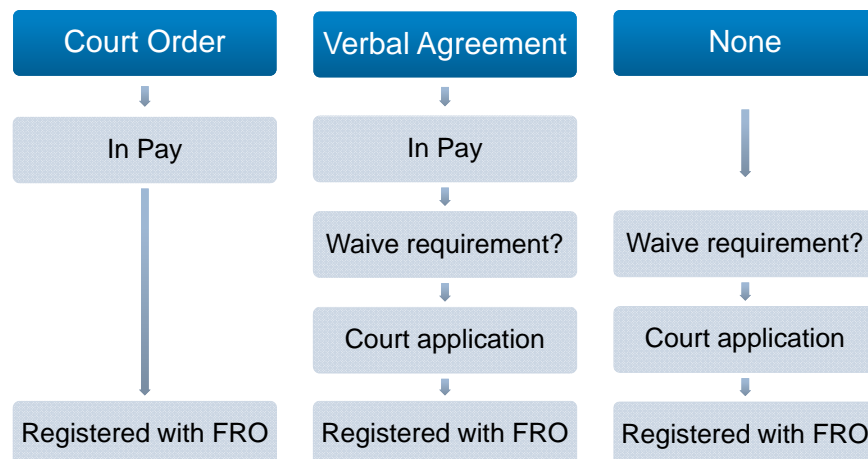 Court Order
Verbal Agreement
None
In Pay
In Pay
Waive requirement?
Waive requirement?
Court application
Court application
Registered with FRO
Registered with FRO
Registered with FRO